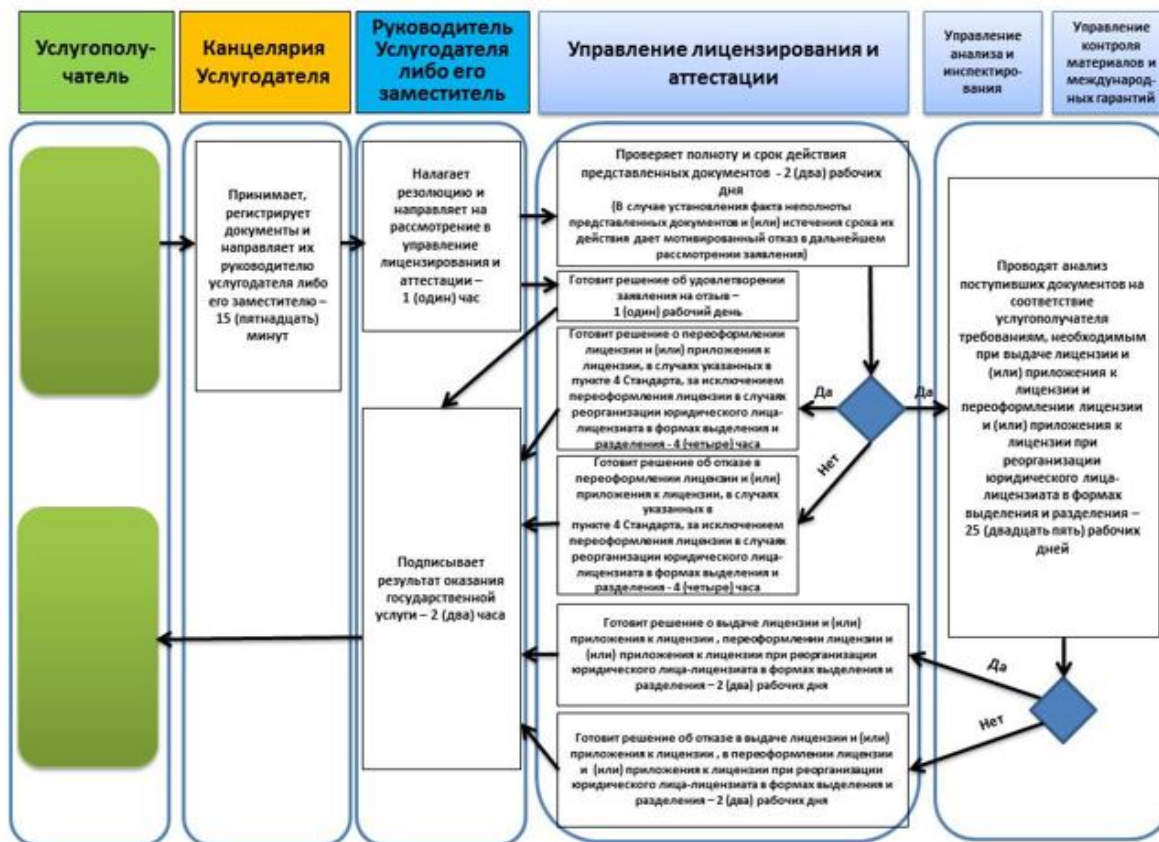 Услугополу-
чатель
Канцелярия
Услугодателя
Руководитель
Услугодателя
либо его
заместитель
Управление лицензирования и
аттестации
Управление
анализа и
инспектиро-
вания
Управление
контроля
материалов и
международ-
ных гарантий
Принимает,
регистрирует
документы и
направляет их
руководителю
услугодателя либо
его заместителю –
15 (пятнадцать)
минут
Налагает
резолюцию и
направляет на
рассмотрение в
управление
лицензирования и
аттестации –
1 (один) час
Проверяет полноту и срок действия
представленных документов - 2 (два) рабочих
дня
(В случае установления факта неполноты
представленных документов и (или) истечения срока их
действия дает мотивированный отказ в дальнейшем
рассмотрении заявления)
Готовит решение об удовлетворении
заявления на отзыв –
1 (один) рабочий день
Готовит решение о переоформлении
лицензии и (или) приложения к
лицензии, в случаях указанных в
пункте 4 Стандарта, за исключением
переоформления лицензии в случаях
реорганизации юридического лица-
лицензиата в формах выделения и
разделения - 4 (четыре) часа
Да
Да
Нет
Готовит решение об отказе в
переоформлении лицензии и (или)
приложения к лицензии, в случаях
указанных в
пункте 4 Стандарта, за исключением
переоформления лицензии в случаях
реорганизации юридического лица-
лицензиата в формах выделения и
разделения - 4 (четыре) часа
Проводят анализ
поступивших документов на
соответствие
услугополучателя
требованиям, необходимым
при выдаче лицензии и
(или) приложения к
лицензии и
переоформлении лицензии
и (или) приложения к
лицензии при
реорганизации
юридического лица-
лицензиата в формах
выделения и разделения –
25 (двадцать пять) рабочих
дней
Подписывает
результат оказания
государственной
услуги – 2 (два) часа
Готовит решение о выдаче лицензии и (или)
приложения к лицензии , переоформлении лицензии и
(или) приложения к лицензии при реорганизации
юридического лица-лицензиата в формах выделения и
разделения – 2 (два) рабочих дня
Да
Нет
Готовит решение об отказе в выдаче лицензии и (или)
приложения к лицензии , в переоформлении лицензии
и (или) приложения к лицензии при реорганизации
юридического лица-лицензиата в формах выделения и
разделения – 2 (два) рабочих дня